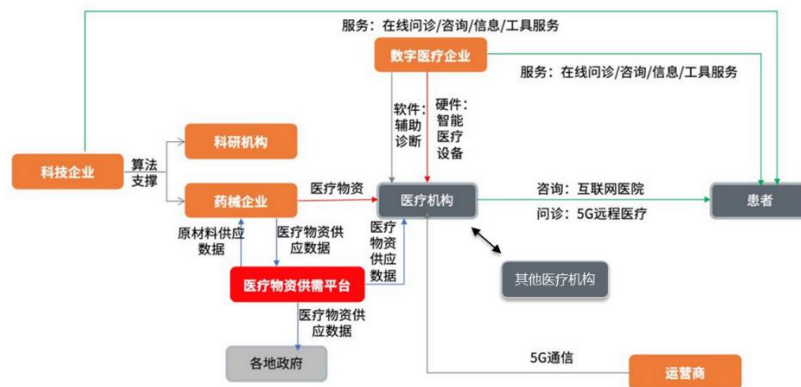 服务：在线问诊/咨询/信息/工具服务
数字医疗企业
服务：在线问诊/咨询/信息/工具服务
软件：
辅助
诊断
硬件：
智能
医疗
设备
科研机构
科技企业
算法
支撑
药械企业
医疗物资
医疗机构
咨询：互联网医院
问诊：5G远程医疗
患者
原材料供应
数据
医疗物资供
应数据
医疗
物资
供应
数据
医疗物资供需平台
其他医疗机构
医疗物资供
应数据
各地政府
5G通信
运营商